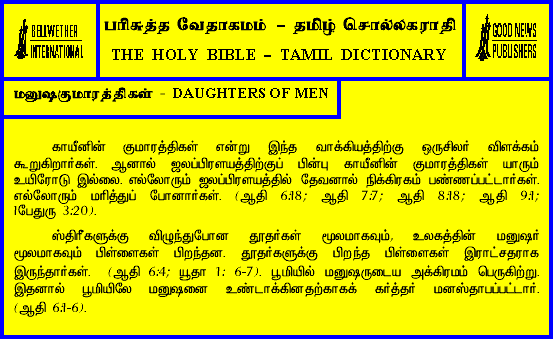 BELLWETHER
INTERNATIONAL
பரிசுத்த வேதாகமம் – தமிழ் சொல்லகராதி
THE HOLY BIBLE – TAMIL DICTIONARY
GOOD NEWS
PUBLISHERS
மனுஷகுமாரத்திகள் - DAUGHTERS OF MEN
காயீனின் குமாரத்திகள் என்று இந்த வாக்கியத்திற்கு ஒருசிலர் விளக்கம்
கூறுகிறார்கள். ஆனால் ஜலப்பிரளயத்திற்குப் பின்பு காயீனின் குமாரத்திகள் யாரும்
உயிரோடு இல்லை. எல்லோரும் ஜலப்பிரளயத்தில் தேவனால் நிக்கிரகம் பண்ணப்பட்டார்கள்.
எல்லோரும் மரித்துப் போனார்கள். (ஆதி 6:18; ஆதி 7:7; ஆதி 8:18; ஆதி 9:1;
1பேதுரு 3:20).
ஸ்திரீகளுக்கு விழுந்துபோன தூதர்கள் மூலமாகவும், உலகத்தின் மனுஷர்
மூலமாகவும் பிள்ளைகள் பிறந்தன. தூதர்களுக்கு பிறந்த பிள்ளைகள் இராட்சதராக
இருந்தார்கள். (ஆதி 6:4; யூதா 1: 6-7). பூமியில் மனுஷருடைய அக்கிரமம் பெருகிற்று.
இதனால் பூமியிலே மனுஷனை உண்டாக்கினதற்காகக் கர்த்தர் மனஸ்தாபப்பட்டார்.
(ஆதி 6:1-6).